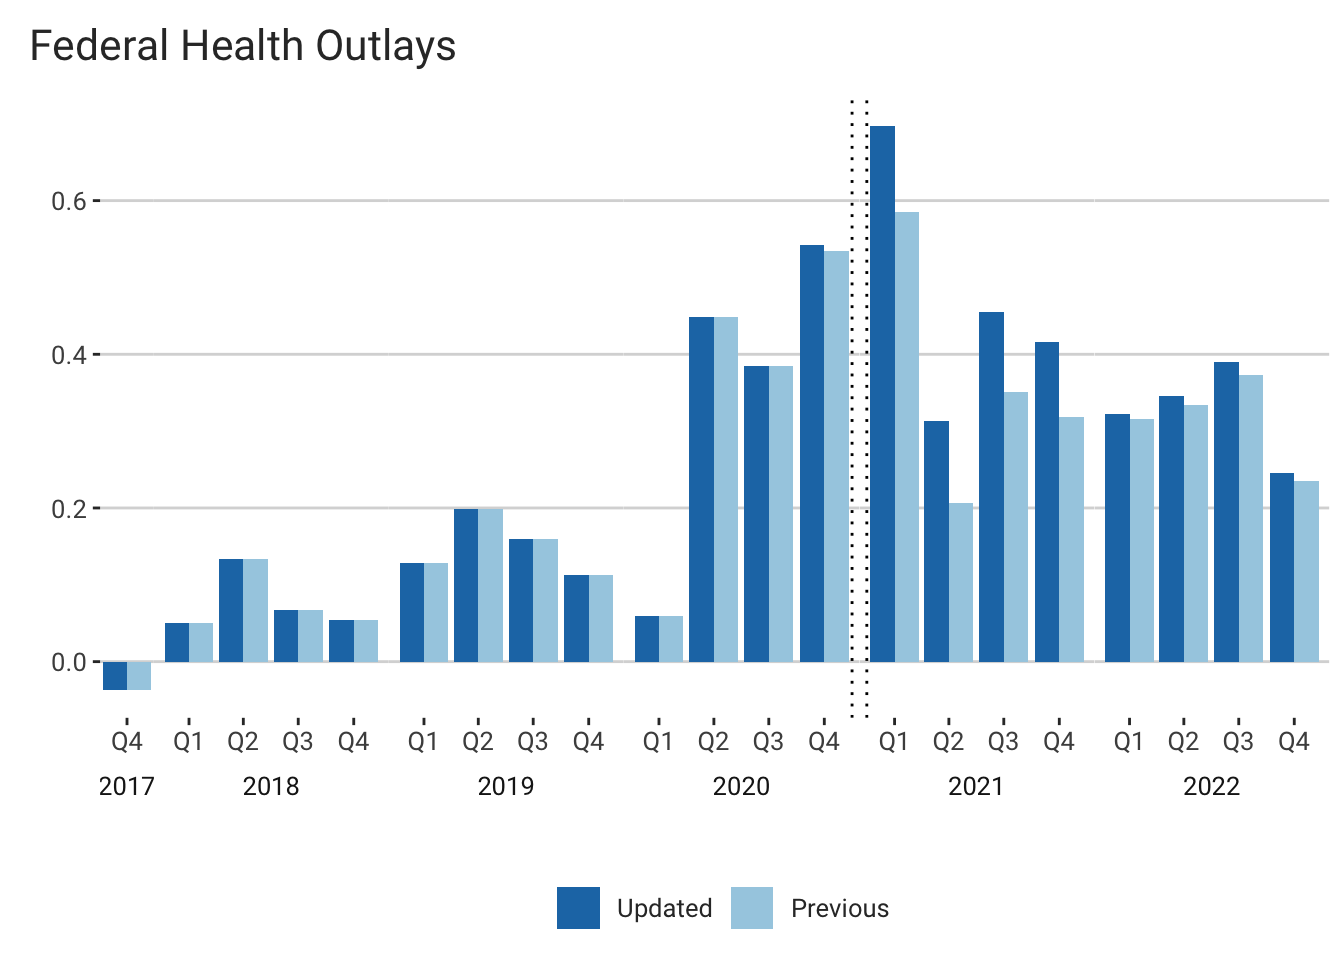 Federal Health Outlays
0.6
0.4
0.2
0.0
Q4 Q1 Q2 Q3 Q4 Q1 Q2 Q3 Q4 Q1 Q2 Q3 Q4 Q1 Q2 Q3 Q4 Q1 Q2 Q3 Q4
2017 2018 2019 2020 2021 2022
Updated Previous